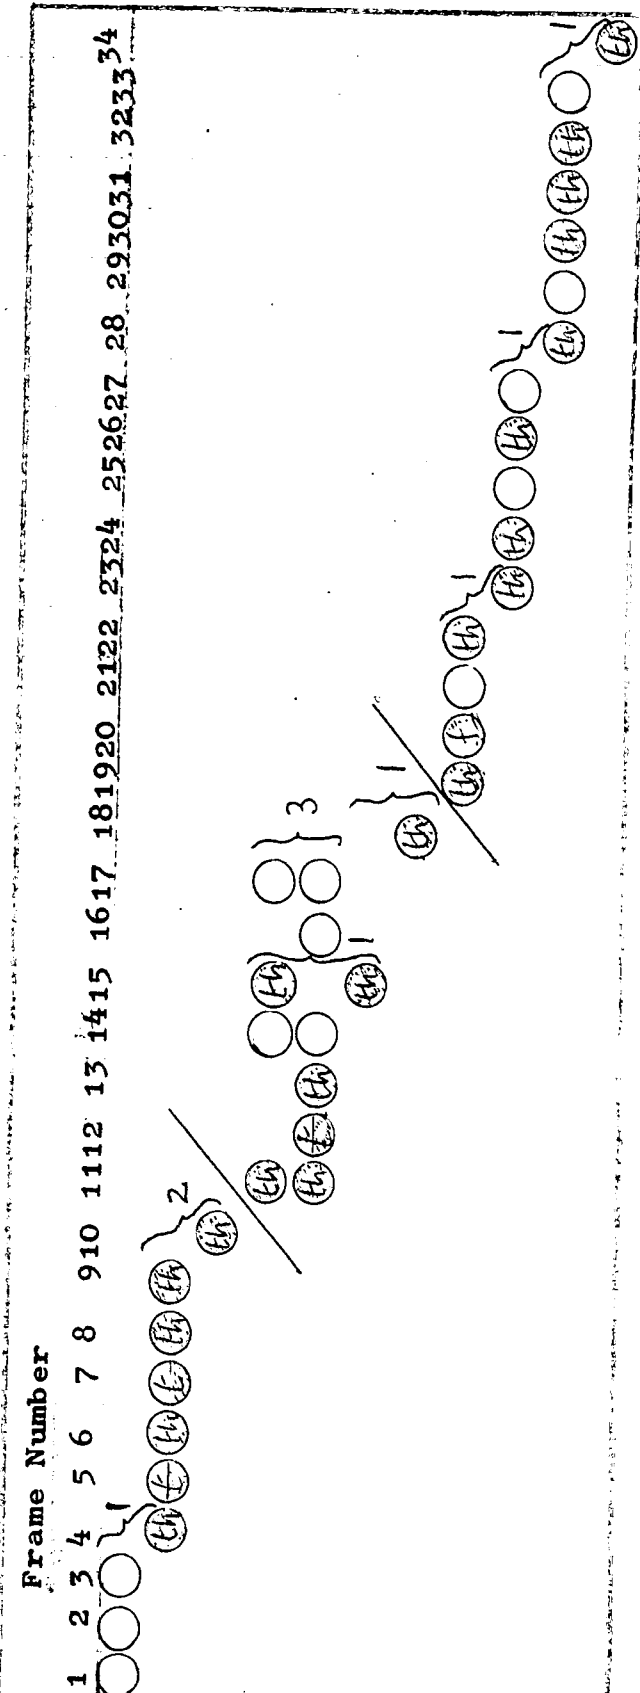 Frame Number
1 2 3 4 5 6 7 8 9 10 11 12 13 14 15 16 17 18 19 20 21 22 23 24 25 26 27 28 29 30 31 32 33 34
1
th t th t th th 2
th
th th 3
th t th
th 1
th 1
th f th 1
th th th 1
th th th th 1
th